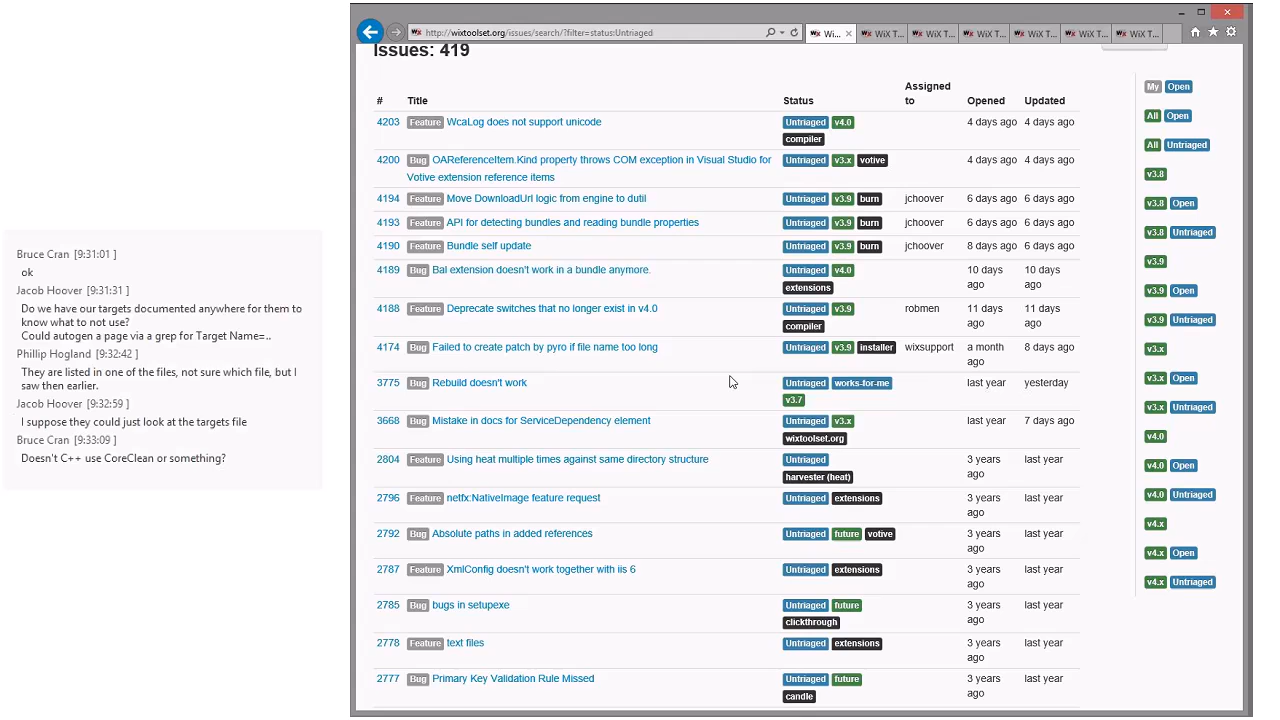 Bruce Cran [9:31:01 ]
ok
Jacob Hoover [9:31:31 ]
Do we have our targets documented anywhere for them to
know what to not use?
Could autogen a page via a grep for Target Name=..
Phillip Hogland [9:32:42 ]
They are listed in one of the files, not sure which file, but I
saw then earlier.
Jacob Hoover [9:32:59 ]
I suppose they could just look at the targets file
Bruce Cran [9:33:09 ]
Doesn't C++ use CoreClean or something?
http://wixtoolset.org/issues/search/?filter=status:Untriaged
Wi... WiX T... WiX T... WiX T... WiX T... WiX T... WiX T...
Issues: 419
# Title Status Assigned to Opened Updated
4203 Feature WcaLog does not support unicode Untriaged v4.0 4 days ago 4 days ago
compiler
4200 Bug OAReferenceItem.Kind property throws COM exception in Visual Studio for Untriaged v3.x votive 4 days ago 4 days ago
Votive extension reference items
4194 Feature Move DownloadUrl logic from engine to dutil Untriaged v3.9 burn jchoover 6 days ago 6 days ago
4193 Feature API for detecting bundles and reading bundle properties Untriaged v3.9 burn jchoover 6 days ago 6 days ago
4190 Feature Bundle self update Untriaged v3.9 burn jchoover 8 days ago 6 days ago
4189 Bug Bal extension doesn't work in a bundle anymore. Untriaged v4.0 10 days 10 days
extensions ago ago
4188 Feature Deprecate switches that no longer exist in v4.0 Untriaged v3.9 robmen 11 days 11 days
compiler ago ago
4174 Bug Failed to create patch by pyro if file name too long Untriaged v3.9 installer wixsupport a month 8 days ago
ago
3775 Bug Rebuild doesn't work Untriaged works-for-me last year yesterday
v3.7
3668 Bug Mistake in docs for ServiceDependency element Untriaged v3.x last year 7 days ago
wixtoolset.org
2804 Feature Using heat multiple times against same directory structure Untriaged 3 years last year
harvester (heat) ago
2796 Feature netfx:NativeImage feature request Untriaged extensions 3 years last year
ago
2792 Bug Absolute paths in added references Untriaged future votive 3 years last year
ago
2787 Feature XmlConfig doesn't work together with iis 6 Untriaged extensions 3 years last year
ago
2785 Bug bugs in setupexe Untriaged future 3 years last year
clickthrough ago
2778 Feature text files Untriaged extensions 3 years last year
ago
2777 Bug Primary Key Validation Rule Missed Untriaged future 3 years last year
candle ago
My Open
All Open
All Untriaged
v3.8
v3.8 Open
v3.8 Untriaged
v3.9
v3.9 Open
v3.9 Untriaged
v3.x
v3.x Open
v3.x Untriaged
v4.0
v4.0 Open
v4.0 Untriaged
v4.x
v4.x Open
v4.x Untriaged